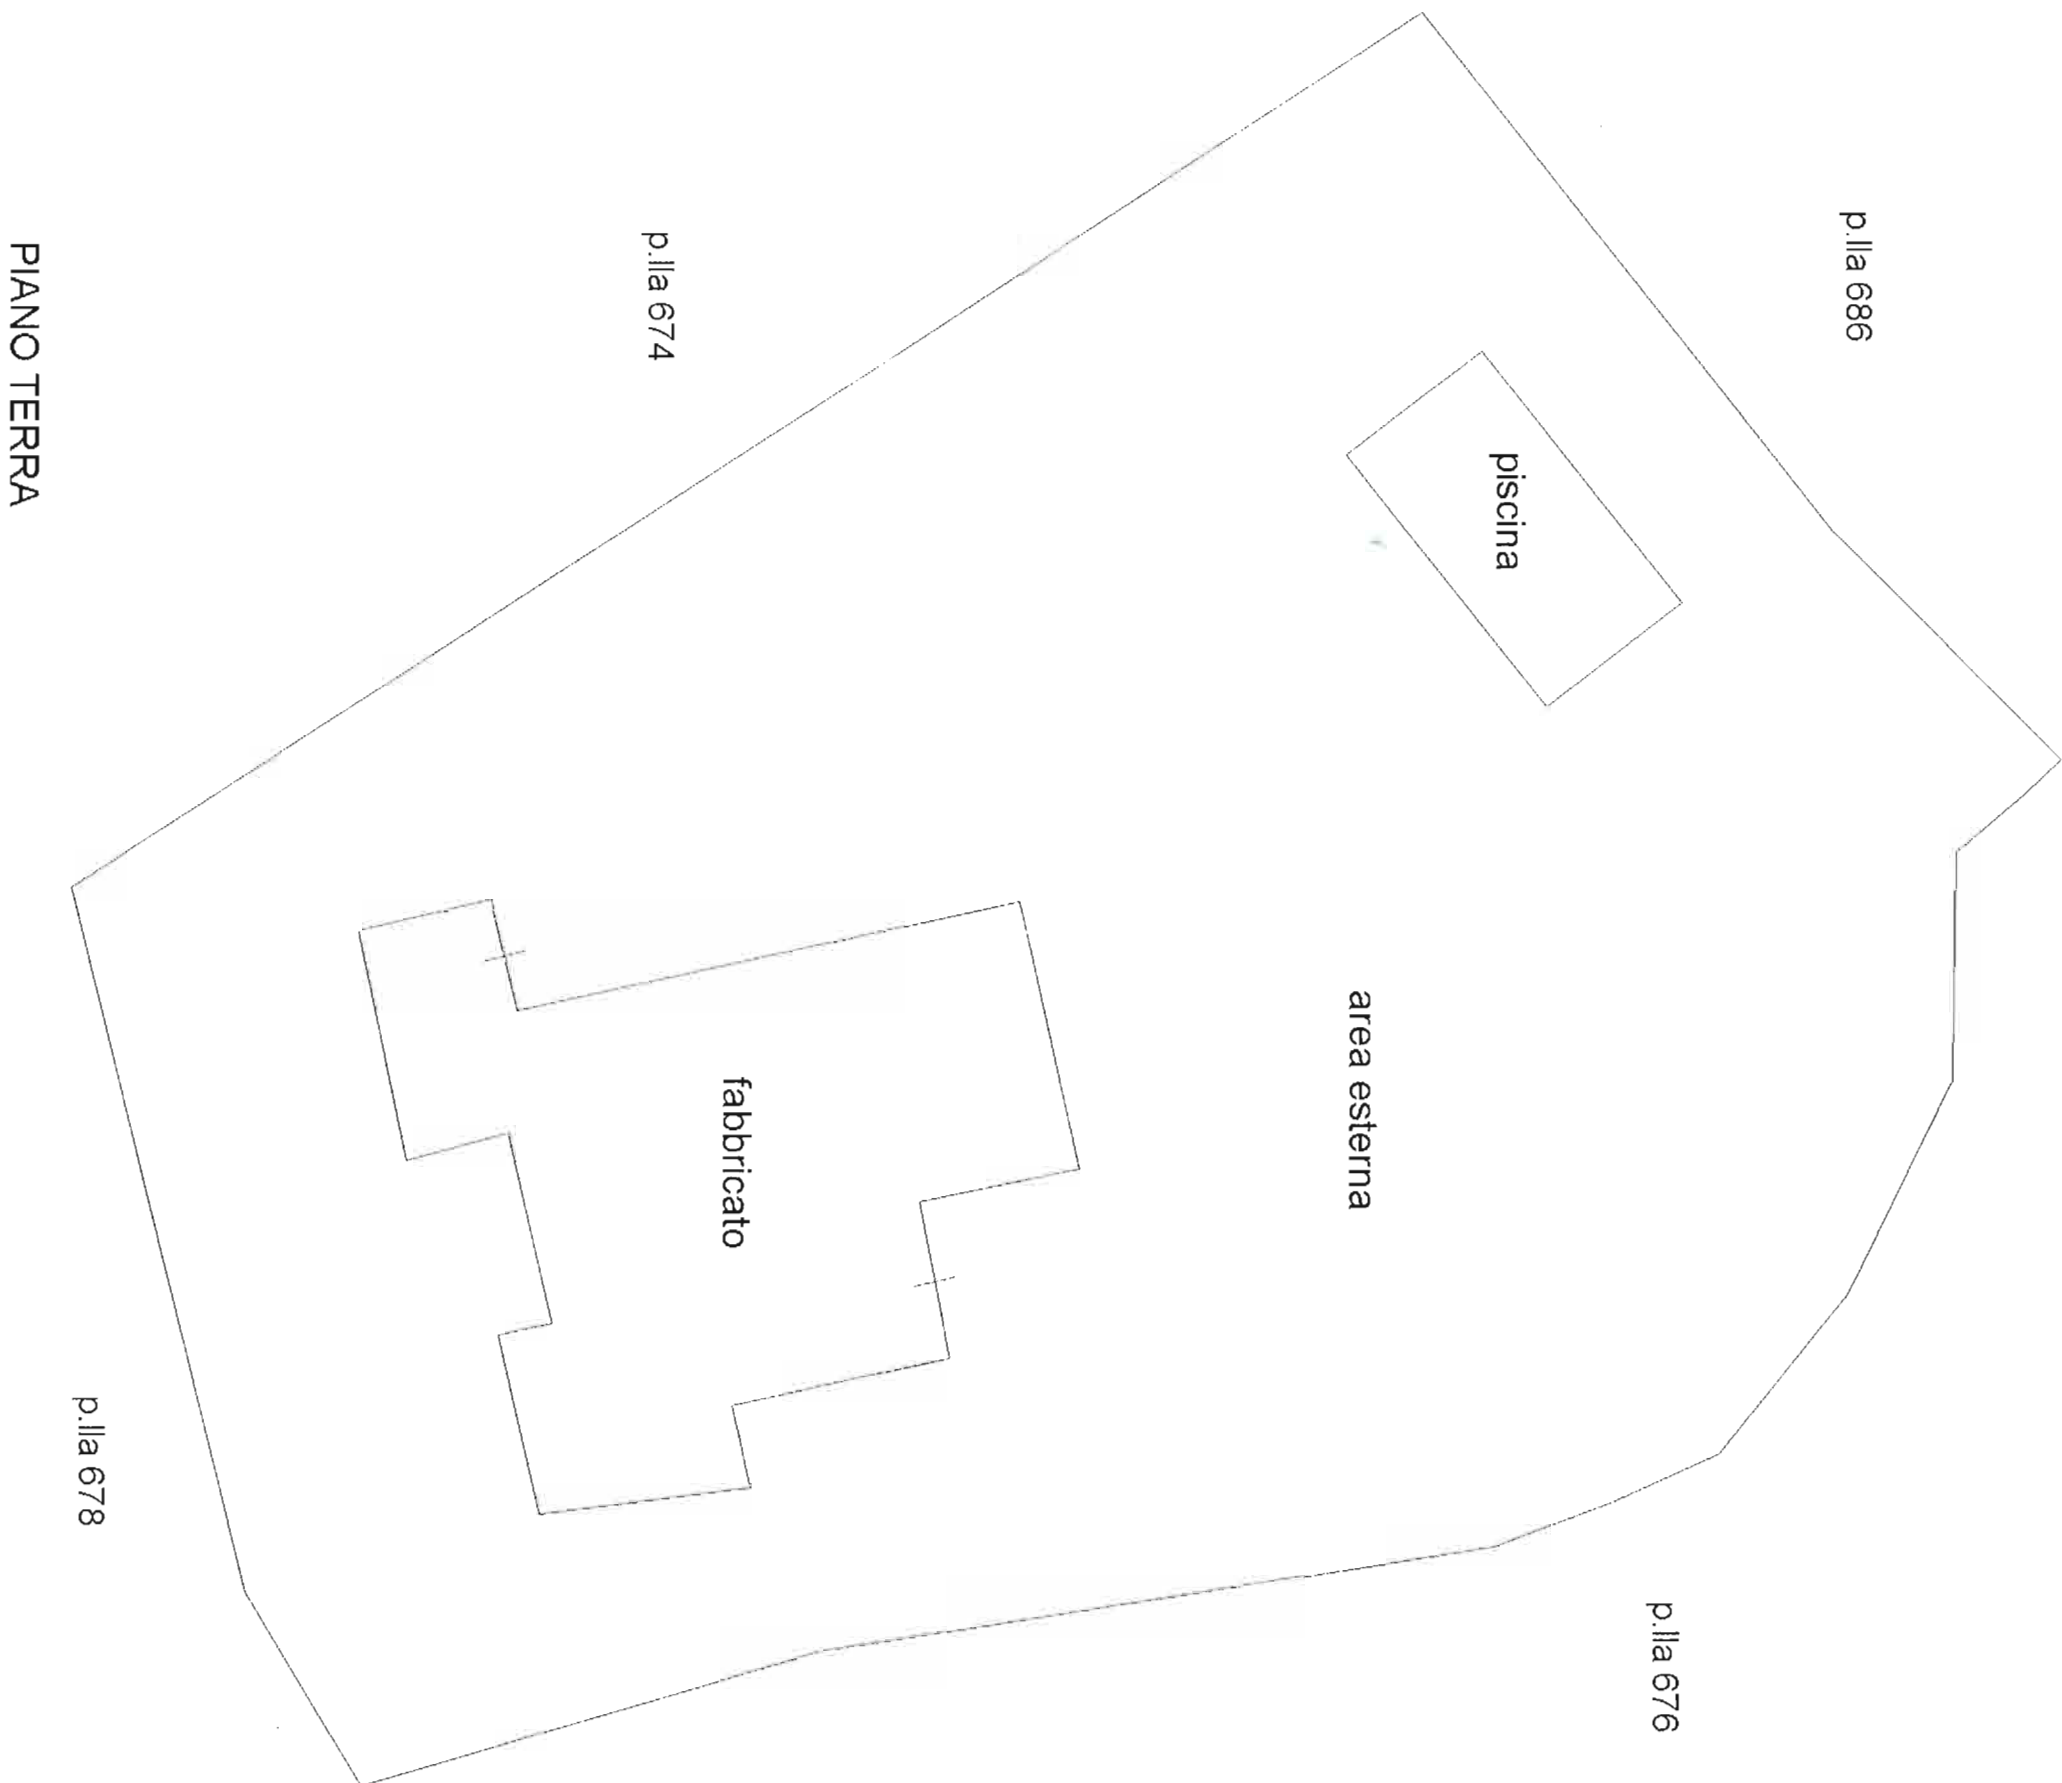 p.lla 686
p.lla 676
piscina
area esterna
fabbricato
p.lla 674
p.lla 678
PIANO TERRA